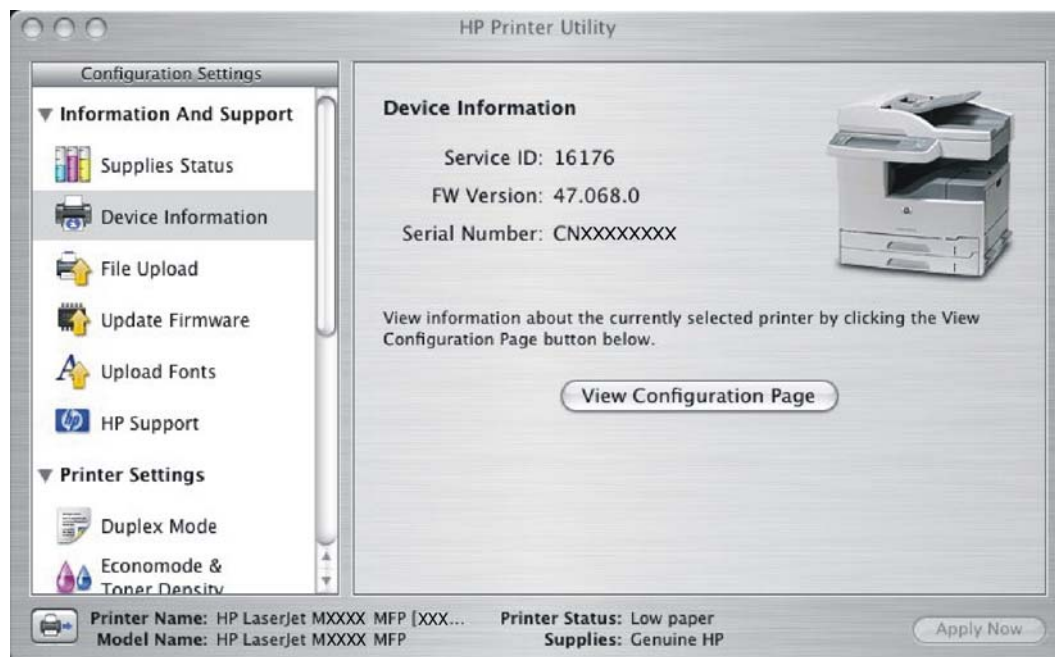 HP Printer Utility
Configuration Settings
Information And Support
Supplies Status
Device Information
File Upload
Update Firmware
Upload Fonts
HP Support
Printer Settings
Duplex Mode
Economode &
Toner Density
Device Information
Service ID: 16176
FW Version: 47.068.0
Serial Number: CNXXXXXXXX
View information about the currently selected printer by clicking the View
Configuration Page button below.
View Configuration Page
Printer Name: HP LaserJet MXXXX MFP [XXX...
Model Name: HP LaserJet MXXXX MFP
Printer Status: Low paper
Supplies: Genuine HP
Apply Now